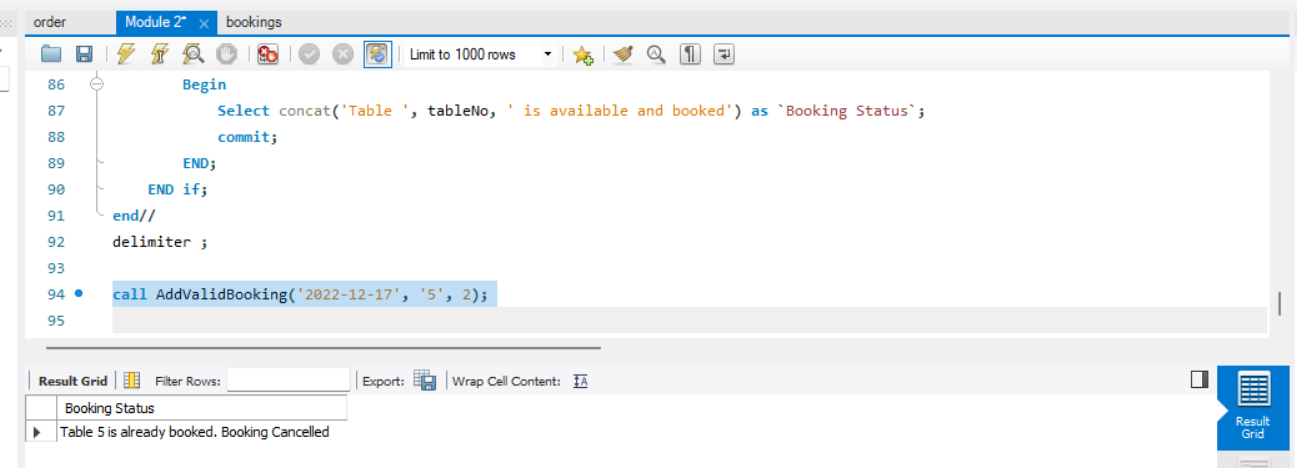 order Module 2* × bookings
Limit to 1000 rows
86 Begin
87 Select concat('Table ', tableNo, ' is available and booked') as `Booking Status`;
88 commit;
89 END;
90 END if;
91 end//
92 delimiter ;
93
94 call AddValidBooking('2022-12-17', '5', 2);
95
Result Grid Filter Rows: Export: Wrap Cell Content: IA
Booking Status
Table 5 is already booked. Booking Cancelled
Result
Grid